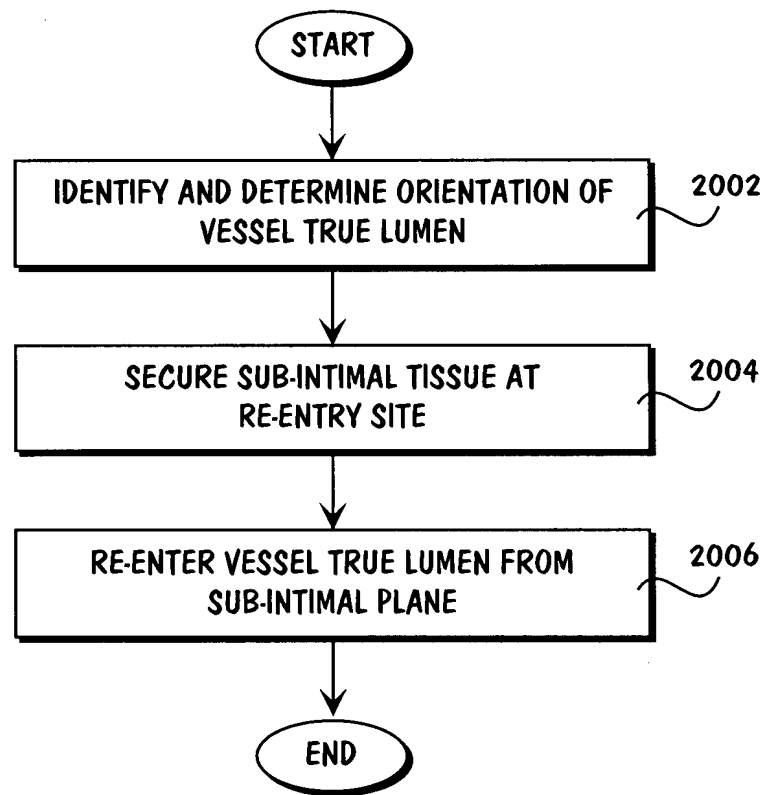 START
IDENTIFY AND DETERMINE ORIENTATION OF
VESSEL TRUE LUMEN
2002
SECURE SUB-INTIMAL TISSUE AT
RE-ENTRY SITE
2004
RE-ENTER VESSEL TRUE LUMEN FROM
SUB-INTIMAL PLANE
2006
END